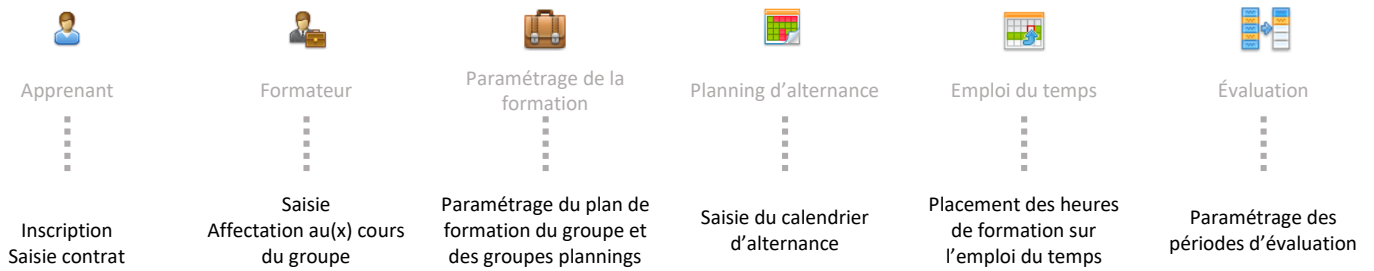 Apprenant
Formateur
Paramétrage de la
formation
Planning d'alternance
Emploi du temps
Évaluation
Inscription
Saisie contrat
Saisie
Affectation au(x) cours
du groupe
Paramétrage du plan de
formation du groupe et
des groupes plannings
Saisie du calendrier
d'alternance
Placement des heures
de formation sur
l'emploi du temps
Paramétrage des
périodes d'évaluation